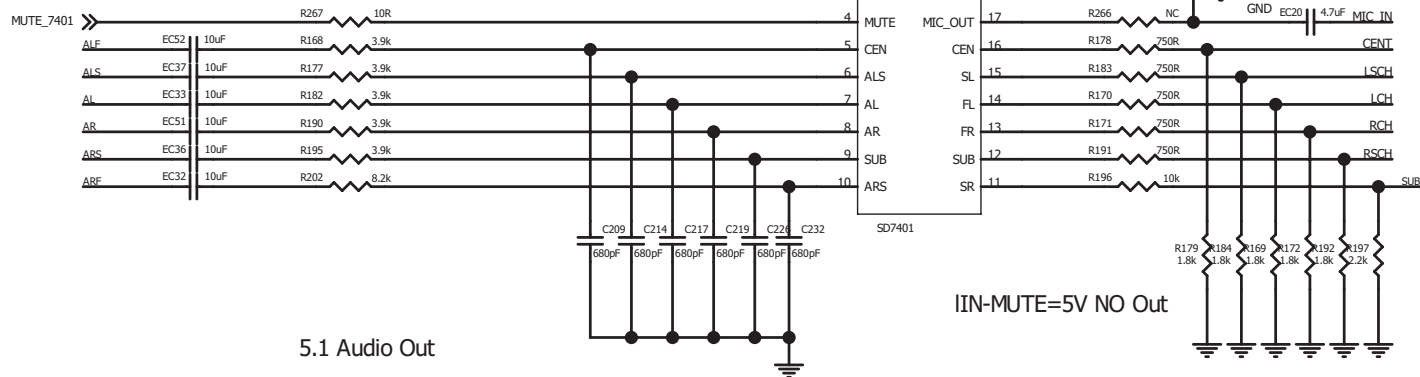 MUTE_7401 R267 10R 4 MUTE MIC_OUT 17 R266 NC GND EC20 4.7uF MIC_IN
ALF EC52 10uF R168 3.9k 5 CEN CEN 16 R178 750R CENT
ALS EC37 10uF R177 3.9k 6 ALS SL 15 R183 750R LSCH
AL EC33 10uF R182 3.9k 7 AL FL 14 R170 750R LCH
AR EC51 10uF R190 3.9k 8 AR FR 13 R171 750R RCH
ARS EC36 10uF R195 3.9k 9 SUB SUB 12 R191 750R RSCH
ARF EC32 10uF R202 8.2k 10 ARS SR 11 R196 10k SUB
SD7401
C209 C214 C217 C219 C226 C232
680pF 680pF 680pF 680pF 680pF 680pF
R179 R184 R169 R172 R192 R197
1.8k 1.8k 1.8k 1.8k 1.8k 2.2k
IIN-MUTE=5V NO Out
5.1 Audio Out